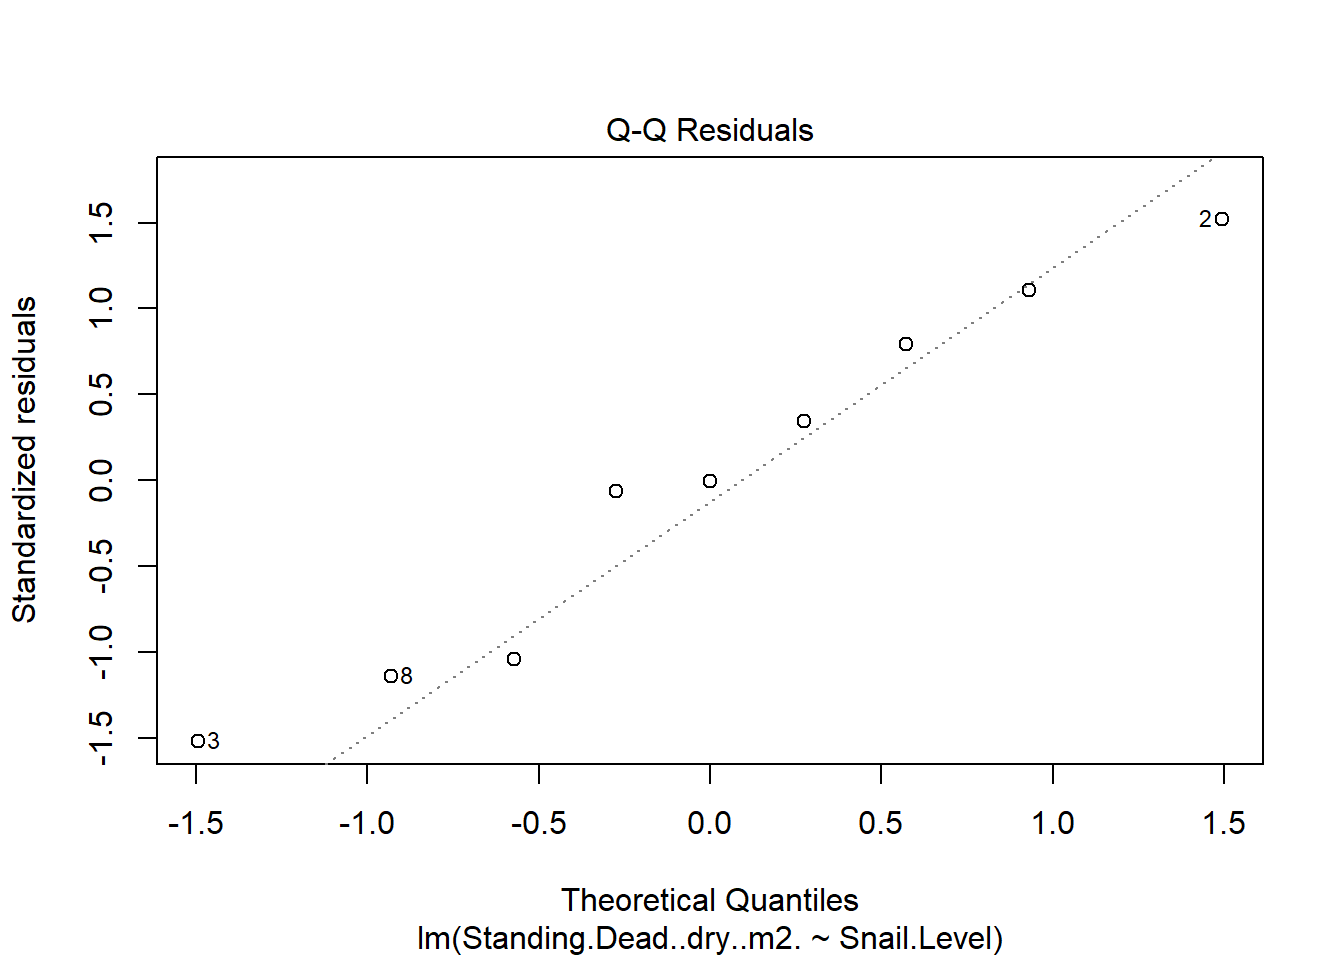 Q-Q Residuals
Standardized residuals
1.5
1.0
0.5
0.0
-0.5
-1.0
-1.5
2
8
3
-1.5 -1.0 -0.5 0.0 0.5 1.0 1.5
Theoretical Quantiles
lm(Standing.Dead..dry..m2. ~ Snail.Level)